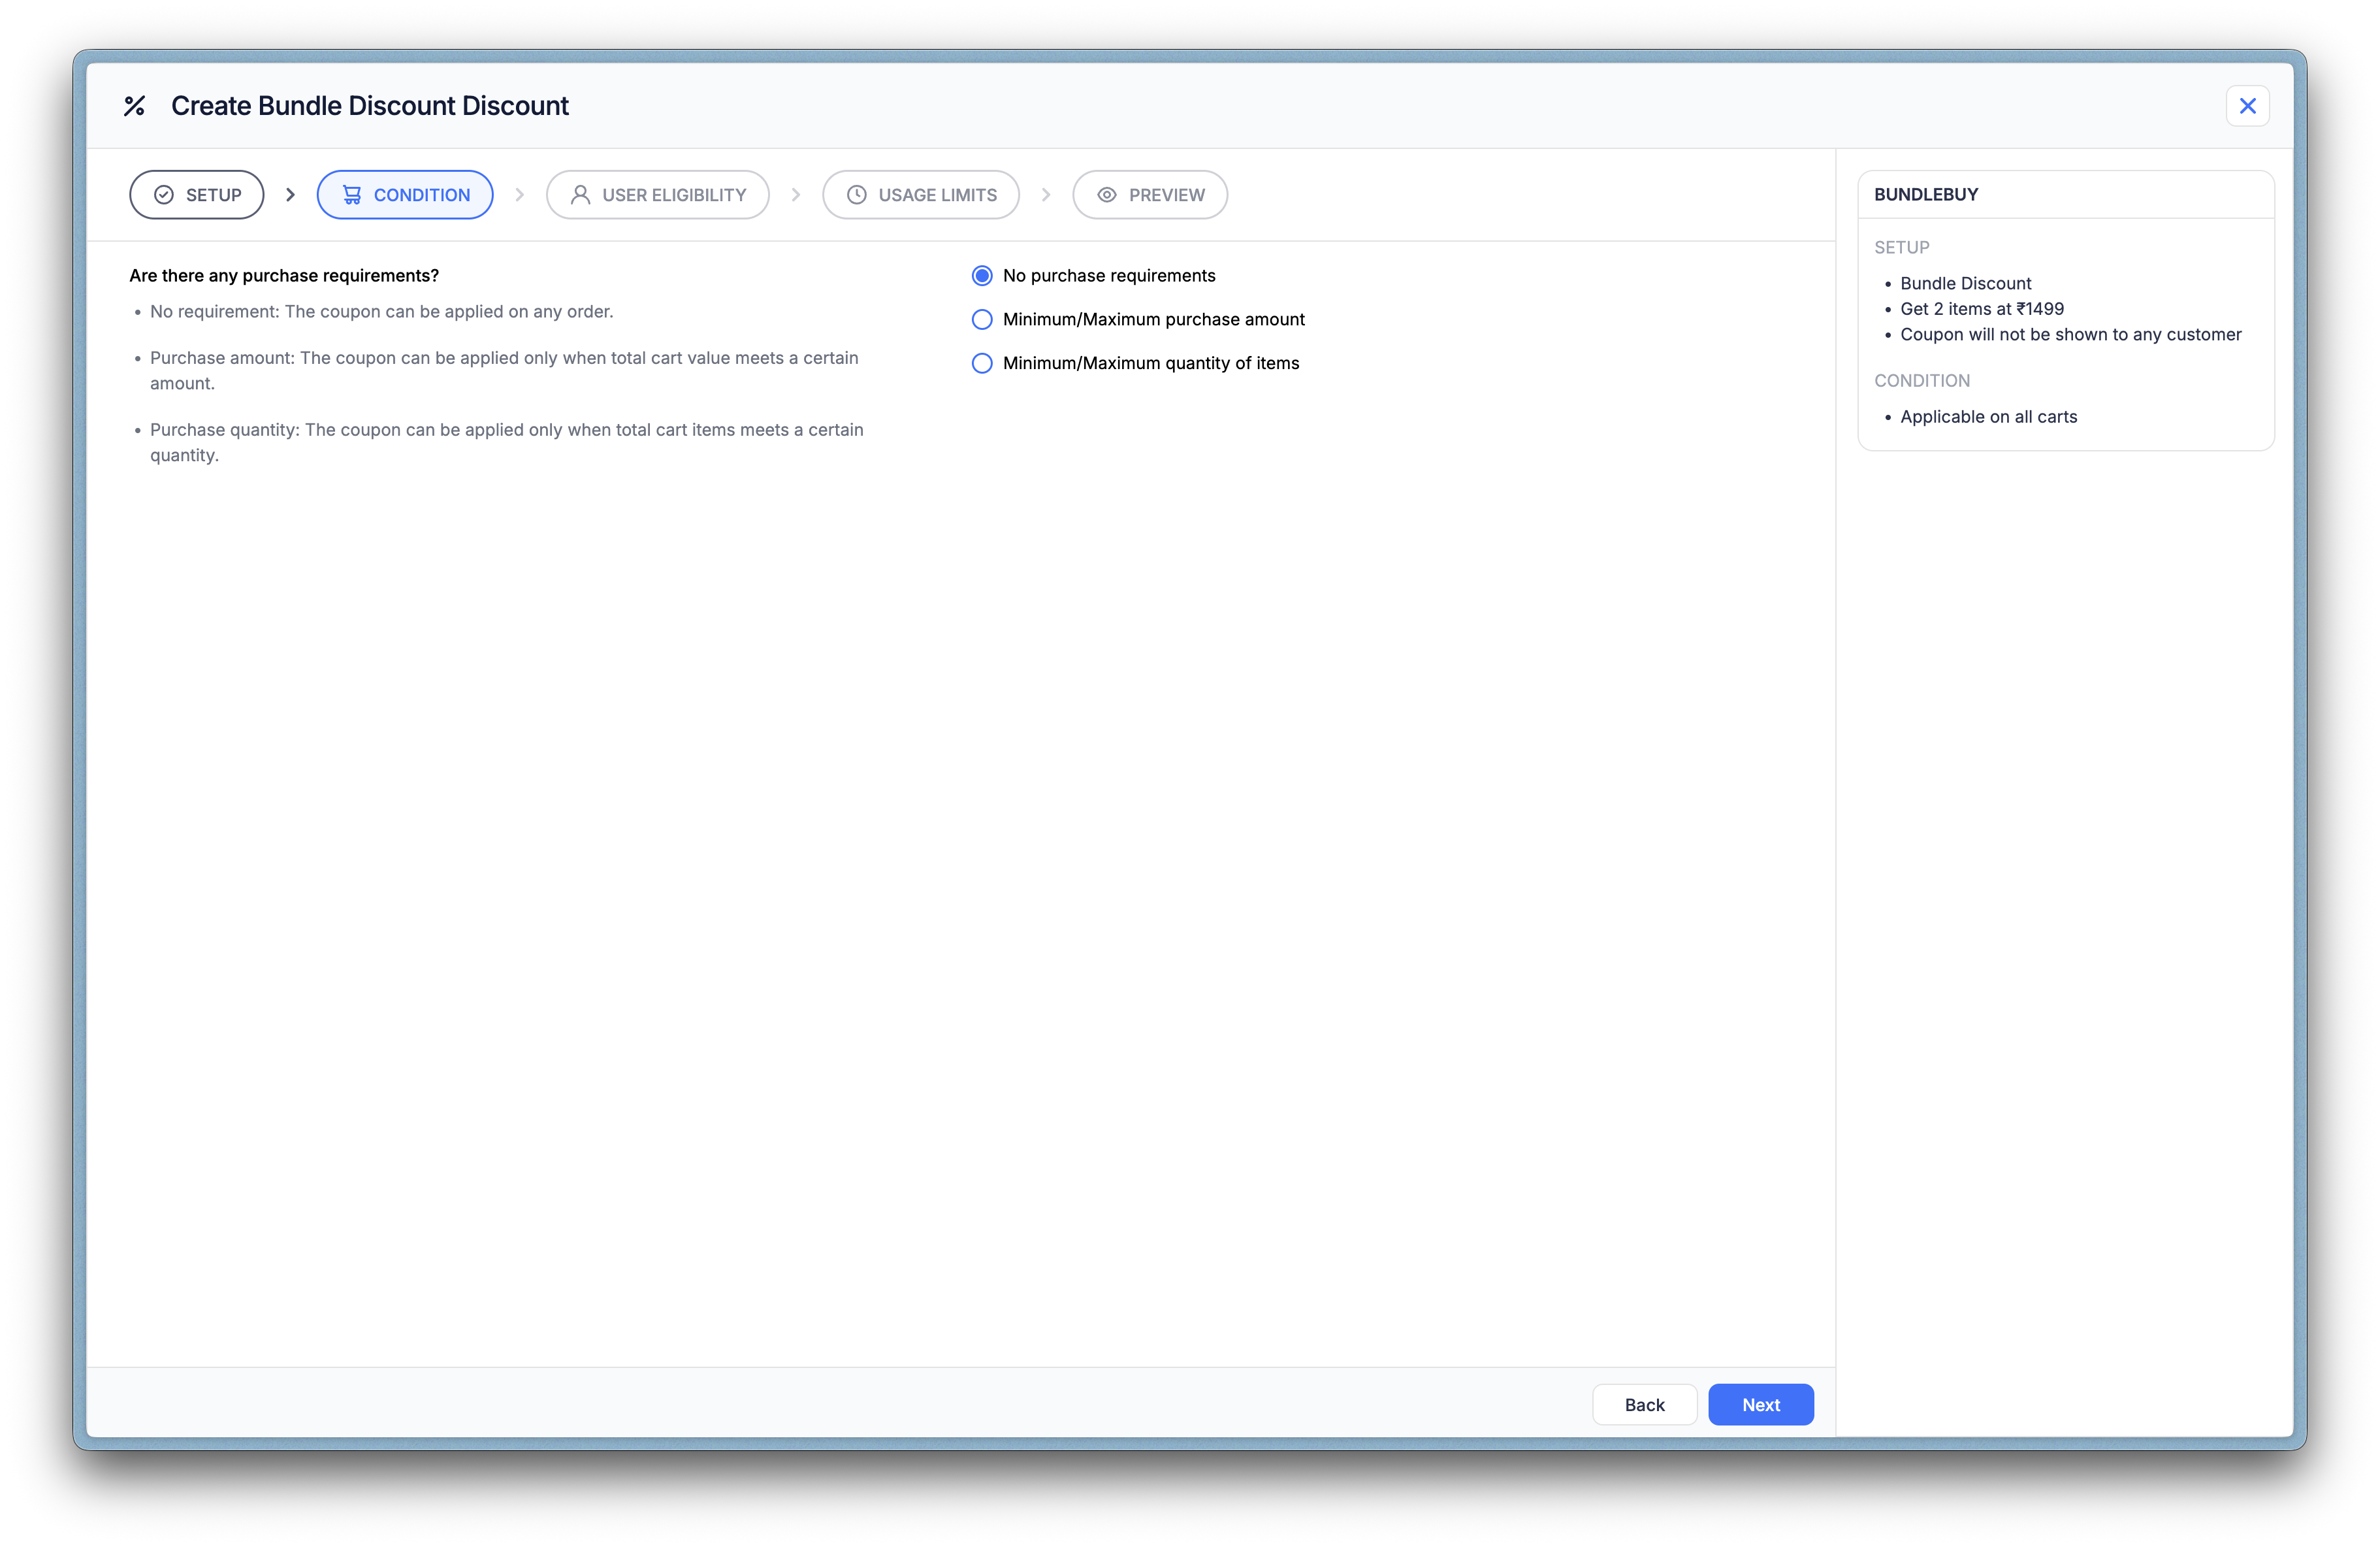 Create Bundle Discount Discount
SETUP
CONDITION
USER ELIGIBILITY
USAGE LIMITS
PREVIEW
Are there any purchase requirements?
• No requirement: The coupon can be applied on any order.
• Purchase amount: The coupon can be applied only when total cart value meets a certain
amount.
• Purchase quantity: The coupon can be applied only when total cart items meets a certain
quantity.
No purchase requirements
Minimum/Maximum purchase amount
Minimum/Maximum quantity of items
BUNDLEBUY
SETUP
• Bundle Discount
• Get 2 items at ₹1499
• Coupon will not be shown to any customer
CONDITION
• Applicable on all carts
Back
Next